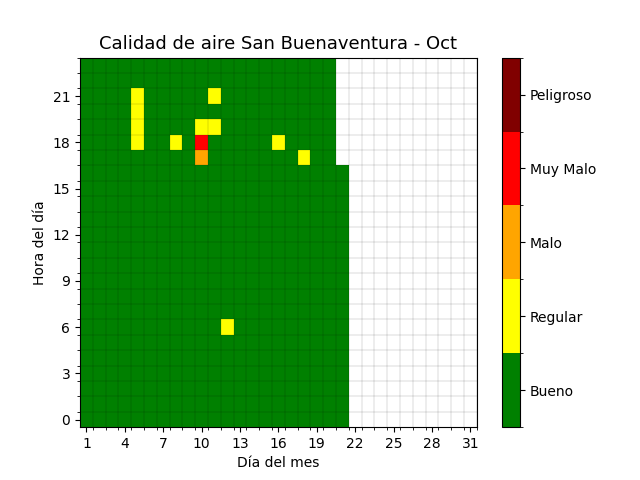 Calidad de aire San Buenaventura - Oct
Hora del día
21
18
15
12
9
6
3
0
1 4 7 10 13 16 19 22 25 28 31
Día del mes
Peligroso
Muy Malo
Malo
Regular
Bueno